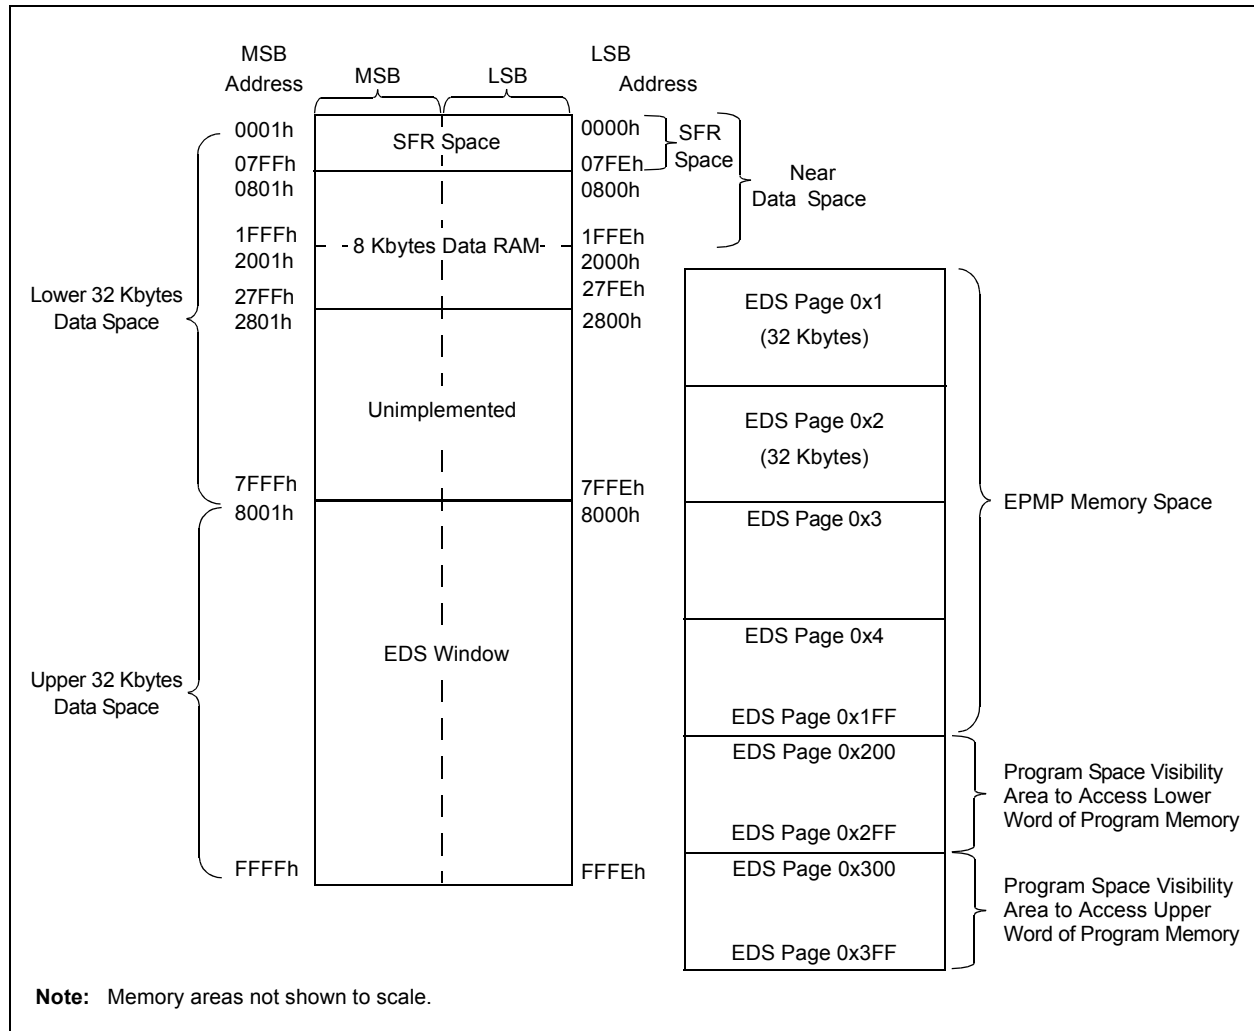 MSB
Address
LSB
Address
MSB
LSB
0001h
SFR Space
0000h
SFR
Space
07FFh
07FEh
0801h
0800h
Near
Data Space
1FFFh
8 Kbytes Data RAM
1FFEh
2001h
2000h
Lower 32 Kbytes
Data Space
27FFh
27FEh
2801h
2800h
Unimplemented
7FFFh
7FFEh
8001h
8000h
EDS Window
Upper 32 Kbytes
Data Space
FFFFh
FFFEh
EDS Page 0x1
(32 Kbytes)
EDS Page 0x2
(32 Kbytes)
EDS Page 0x3
EPMP Memory Space
EDS Page 0x4
EDS Page 0x1FF
EDS Page 0x200
Program Space Visibility
Area to Access Lower
Word of Program Memory
EDS Page 0x2FF
EDS Page 0x300
Program Space Visibility
Area to Access Upper
Word of Program Memory
EDS Page 0x3FF
Note: Memory areas not shown to scale.